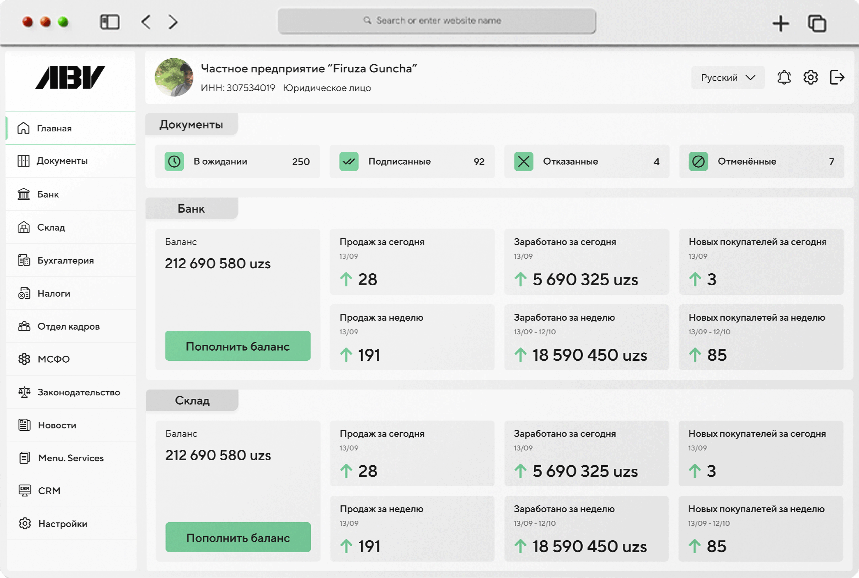 Search or enter website name
ABV
Частное предприятие “Firuza Guncha”
ИНН: 307534019 Юридическое лицо
Русский
Главная
Документы
Банк
Склад
Бухгалтерия
Налоги
Отдел кадров
МСФО
Законодательство
Новости
Menu. Services
CRM
Настройки
Документы
В ожидании 250
Подписанные 92
Отказанные 4
Отменённые 7
Банк
Баланс
212 690 580 uzs
Пополнить баланс
Продаж за сегодня
13/09
28
Заработано за сегодня
13/09
5 690 325 uzs
Новых покупателей за сегодня
13/09
3
Продаж за неделю
13/09
191
Заработано за неделю
13/09 - 12/10
18 590 450 uzs
Новых покупалетей за неделю
13/09 - 12/10
85
Склад
Баланс
212 690 580 uzs
Пополнить баланс
Продаж за сегодня
13/09
28
Заработано за сегодня
13/09
5 690 325 uzs
Новых покупателей за сегодня
13/09
3
Продаж за неделю
13/09
191
Заработано за неделю
13/09 - 12/10
18 590 450 uzs
Новых покупалетей за неделю
13/09 - 12/10
85